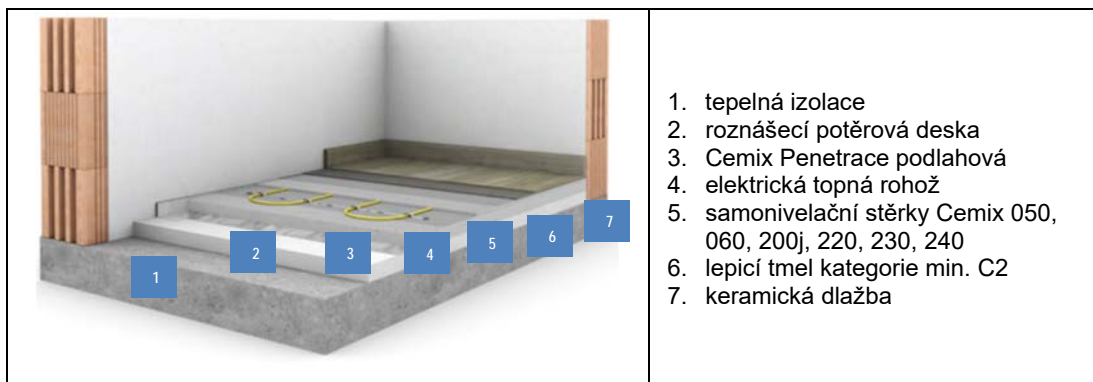 1
2
3
4
5
6
7
1. tepelná izolace
2. roznášecí potěrová deska
3. Cemix Penetrace podlahová
4. elektrická topná rohož
5. samonivelační stěrky Cemix 050,
060, 200j, 220, 230, 240
6. lepicí tmel kategorie min. C2
7. keramická dlažba